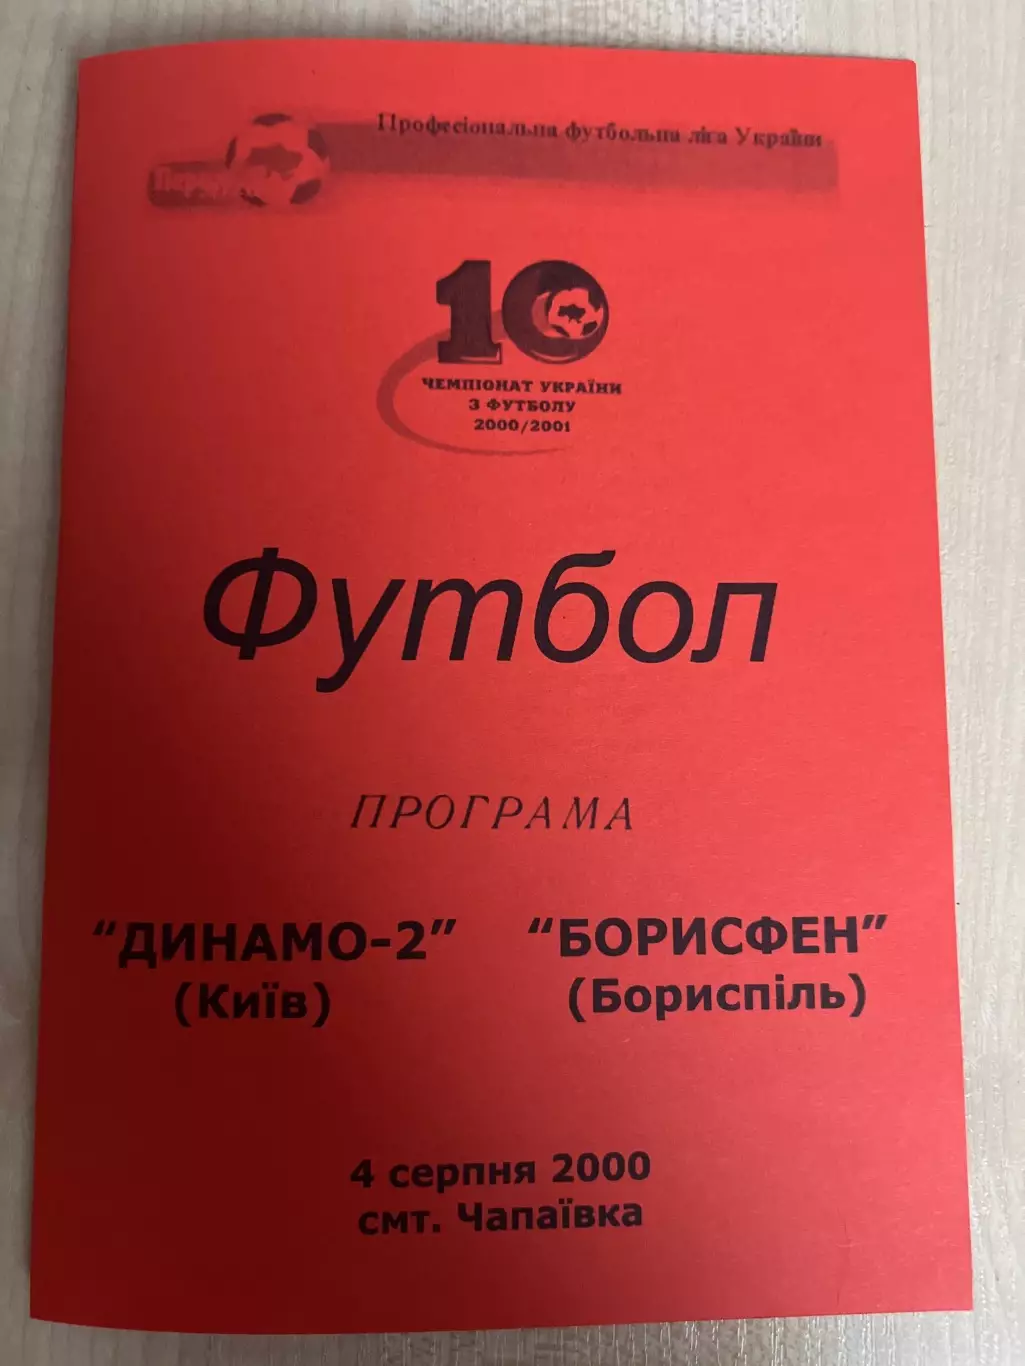 Професіональна футбольна ліга України
10
ЧЕМПІОНАТ УКРАЇНИ
З ФУТБОЛУ
2000/2001
Футбол
ПРОГРАМА
“ДИНАМО-2” “БОРИСФЕН”
(Київ) (Бориспіль)
4 серпня 2000
смт. Чапаївка